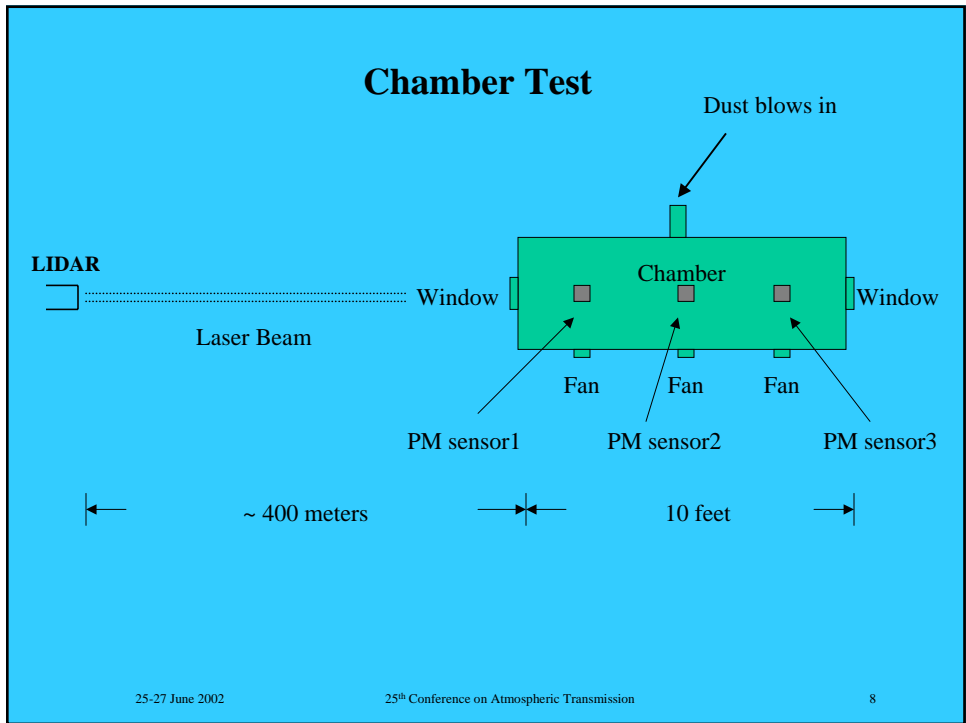 Chamber Test
Dust blows in
LIDAR
Chamber
Window
Window
Laser Beam
Fan
Fan
Fan
PM sensor1
PM sensor2
PM sensor3
~ 400 meters
10 feet
25-27 June 2002
25th Conference on Atmospheric Transmission
8